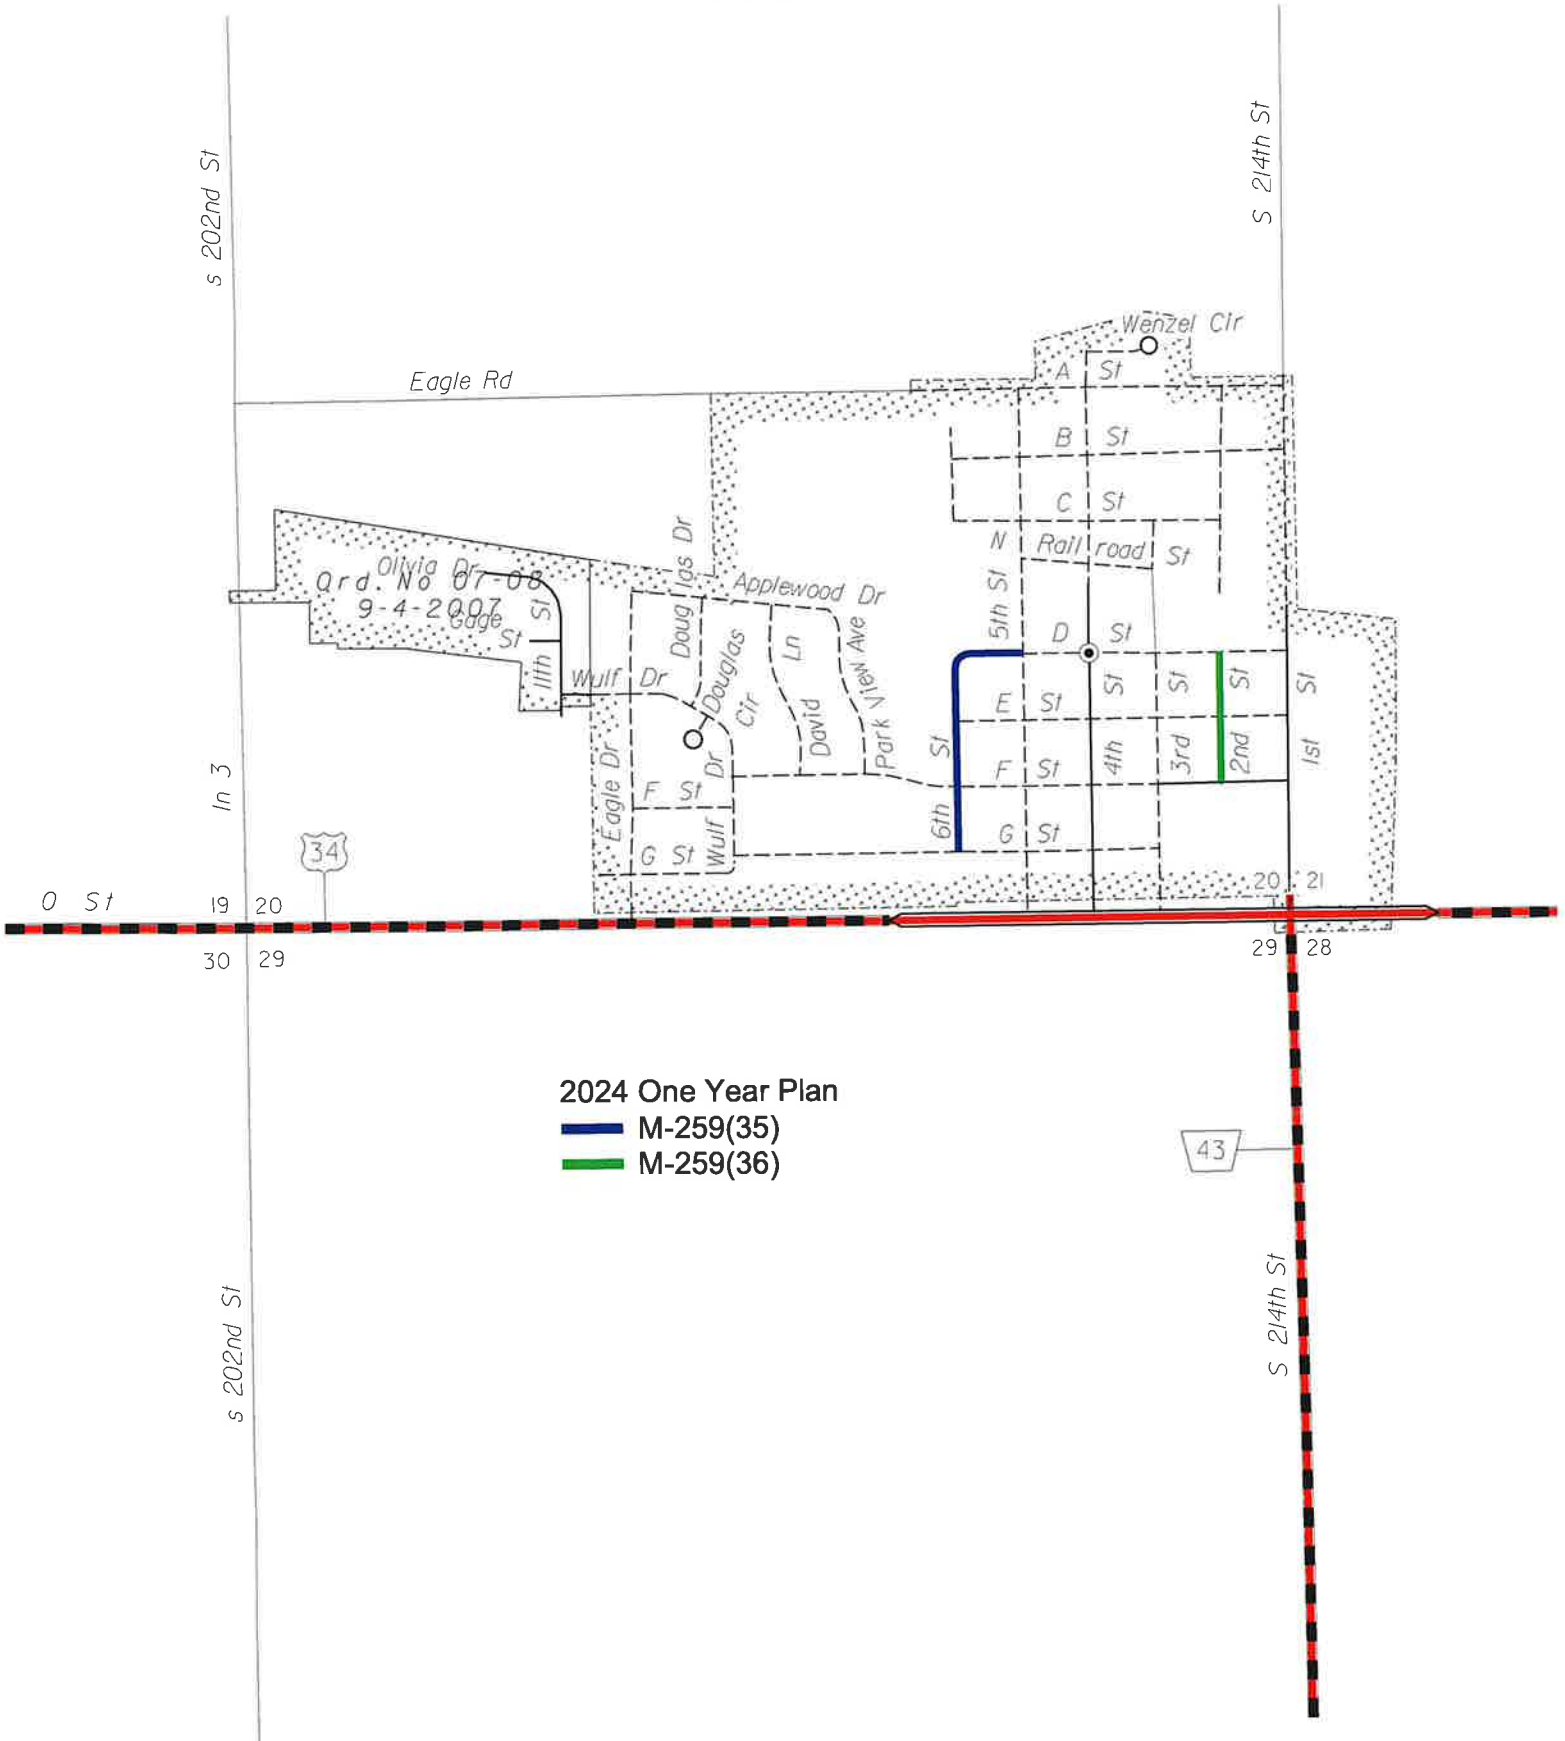 s 202nd St
S 214th St
Wenzel Cir
Eagle Rd
A St
B St
C St
N 5th St
Rail road St
Olivia Dr
Ord. No 07-08
9-4-2007
Gage St
11th St
Applewood Dr
Doug las Dr
Douglas Cir
David Ln
Park View Ave
Wulf Dr
D St
E St
4th St
3rd St
2nd St
1st St
Eagle Dr
F St
Wulf Dr
6th St
F St
G St
G St
ln 3
34
O St
19 20
30 29
20 21
29 28
2024 One Year Plan
M-259(35)
M-259(36)
43
s 202nd St
S 214th St